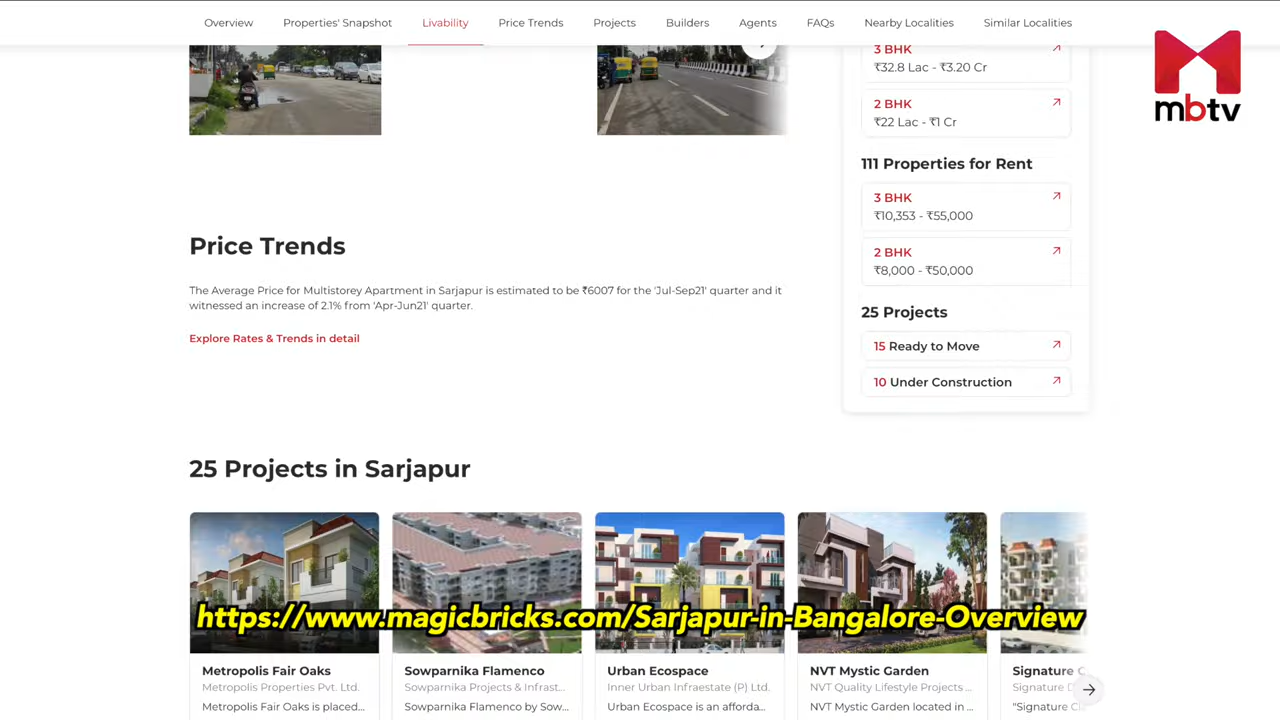 Overview Properties' Snapshot Livability Price Trends Projects Builders Agents FAQs Nearby Localities Similar Localities
mbtv
3 BHK
₹32.8 Lac - ₹3.20 Cr
2 BHK
₹22 Lac - ₹1 Cr
111 Properties for Rent
3 BHK
₹10,353 - ₹55,000
2 BHK
₹8,000 - ₹50,000
25 Projects
15 Ready to Move
10 Under Construction
Price Trends
The Average Price for Multistorey Apartment in Sarjapur is estimated to be ₹6007 for the 'Jul-Sep21' quarter and it
witnessed an increase of 2.1% from 'Apr-Jun21' quarter.
Explore Rates & Trends in detail
25 Projects in Sarjapur
https://www.magicbricks.com/Sarjapur-in-Bangalore-Overview
Metropolis Fair Oaks
Metropolis Properties Pvt. Ltd.
Metropolis Fair Oaks is placed...
Sowparnika Flamenco
Sowparnika Projects & Infrast...
Sowparnika Flamenco by Sow...
Urban Ecospace
Inner Urban Infraestate (P) Ltd.
Urban Ecospace is an afforda...
NVT Mystic Garden
NVT Quality Lifestyle Projects ...
NVT Mystic Garden located in ...
Signature
Signature
"Signature